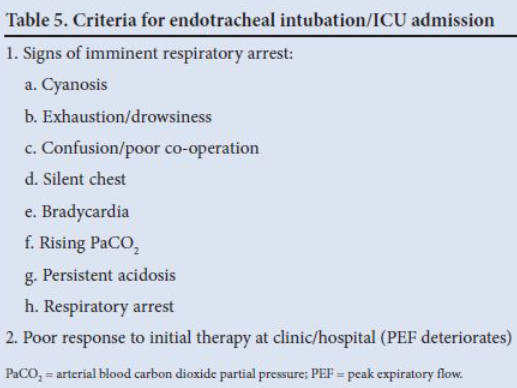 Table 5. Criteria for endotracheal intubation/ICU admission
1. Signs of imminent respiratory arrest:
a. Cyanosis
b. Exhaustion/drowsiness
c. Confusion/poor co-operation
d. Silent chest
e. Bradycardia
f. Rising PaCO₂
g. Persistent acidosis
h. Respiratory arrest
2. Poor response to initial therapy at clinic/hospital (PEF deteriorates)
PaCO₂ = arterial blood carbon dioxide partial pressure; PEF = peak expiratory flow.